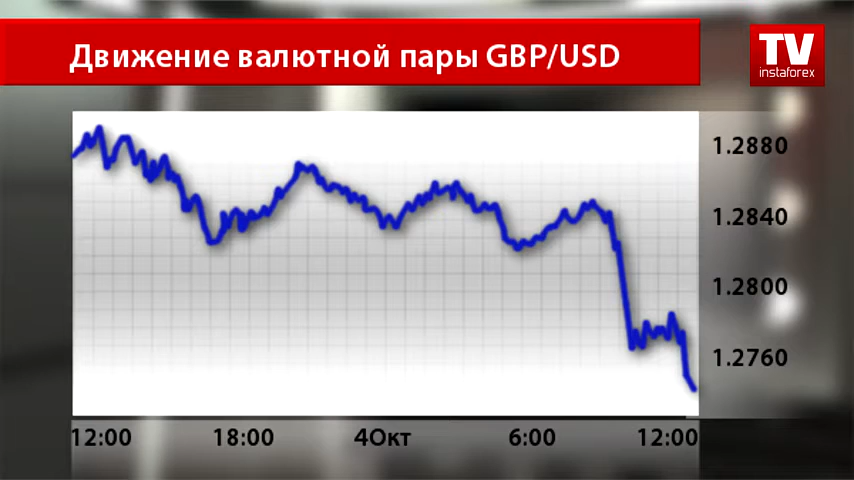 Движение валютной пары GBP/USD
TV
instaforex
1.2880
1.2840
1.2800
1.2760
12:00 18:00 4Окт 6:00 12:00